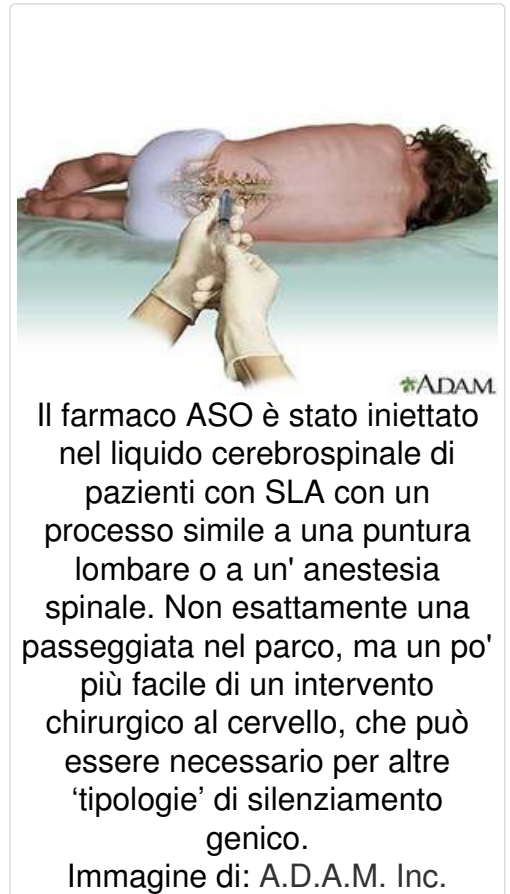 ADAM.
Il farmaco ASO è stato iniettato
nel liquido cerebrospinale di
pazienti con SLA con un
processo simile a una puntura
lombare o a un' anestesia
spinale. Non esattamente una
passeggiata nel parco, ma un po'
più facile di un intervento
chirurgico al cervello, che può
essere necessario per altre
‘tipologie’ di silenziamento
genico.
Immagine di: A.D.A.M. Inc.